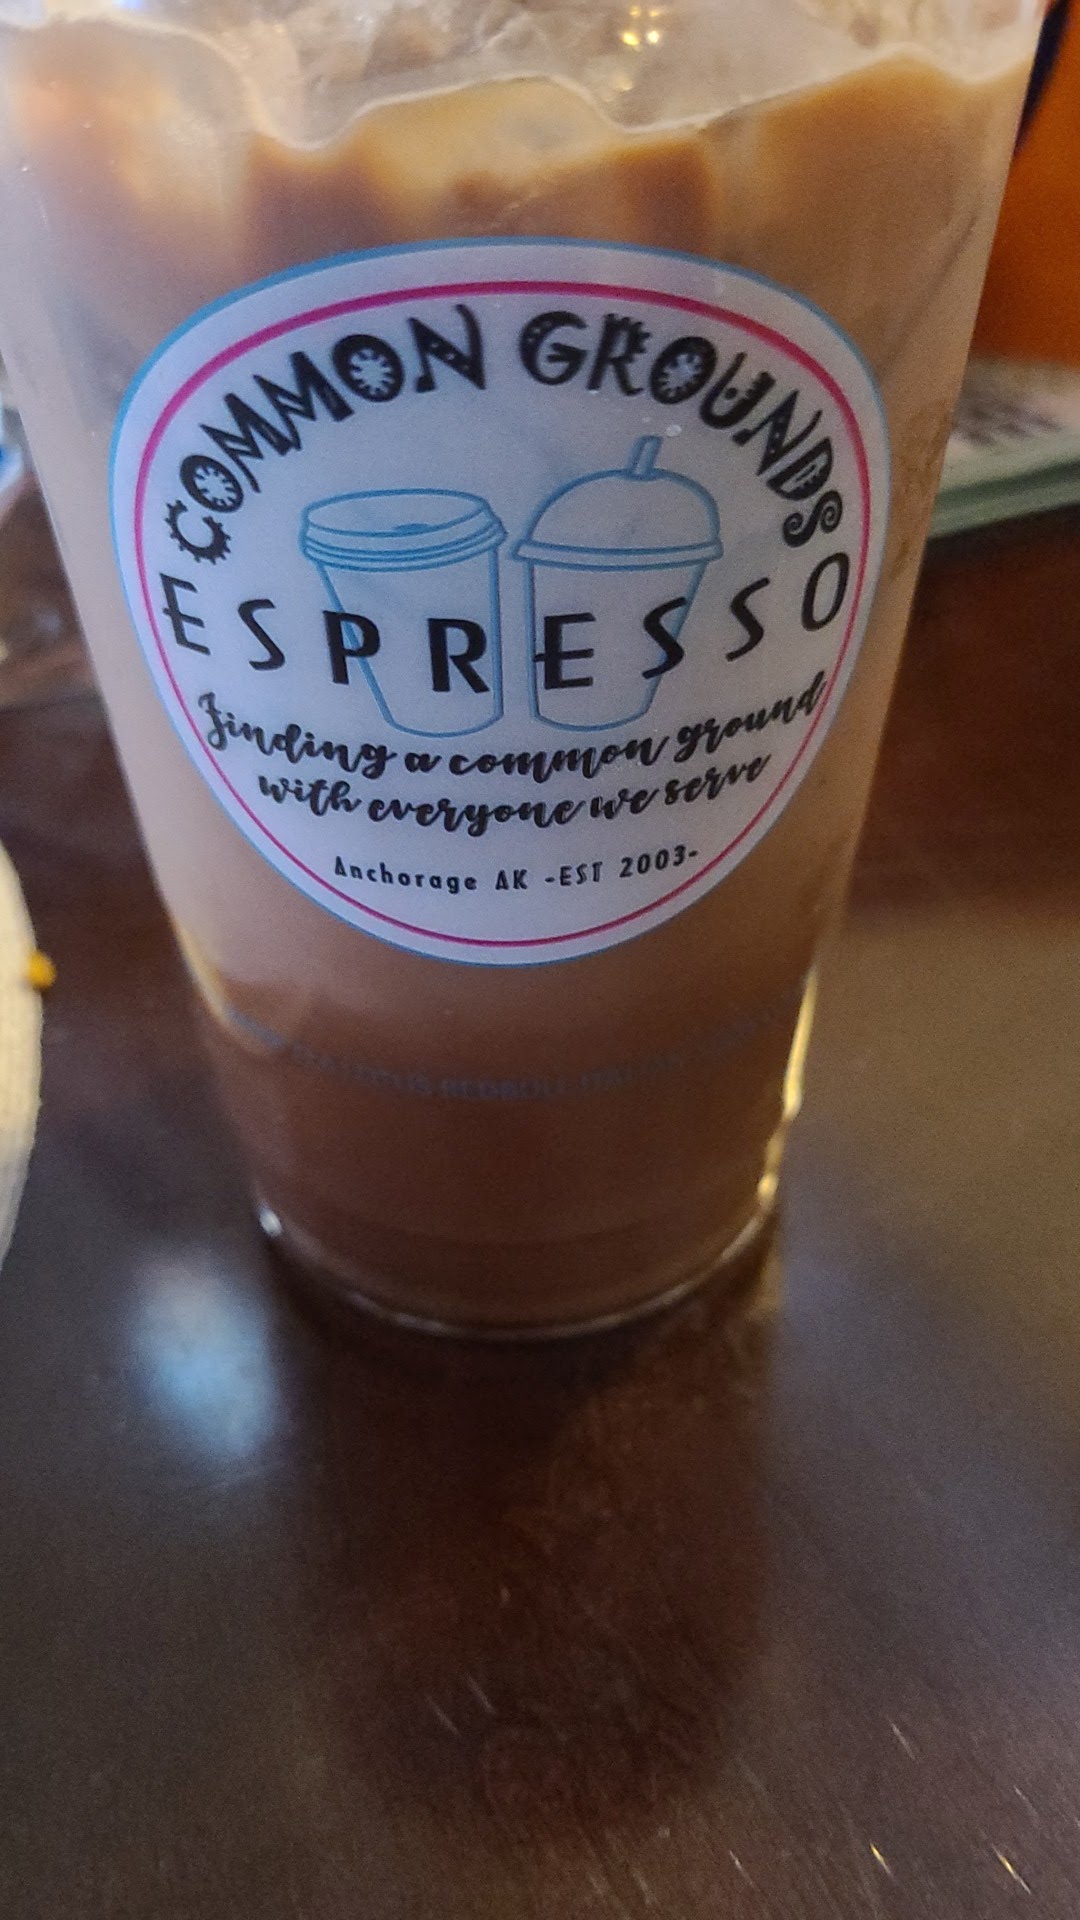 COMMON GROUNDS
ESPRESSO
Finding a common ground
with everyone we serve
Anchorage AK -EST 2003-